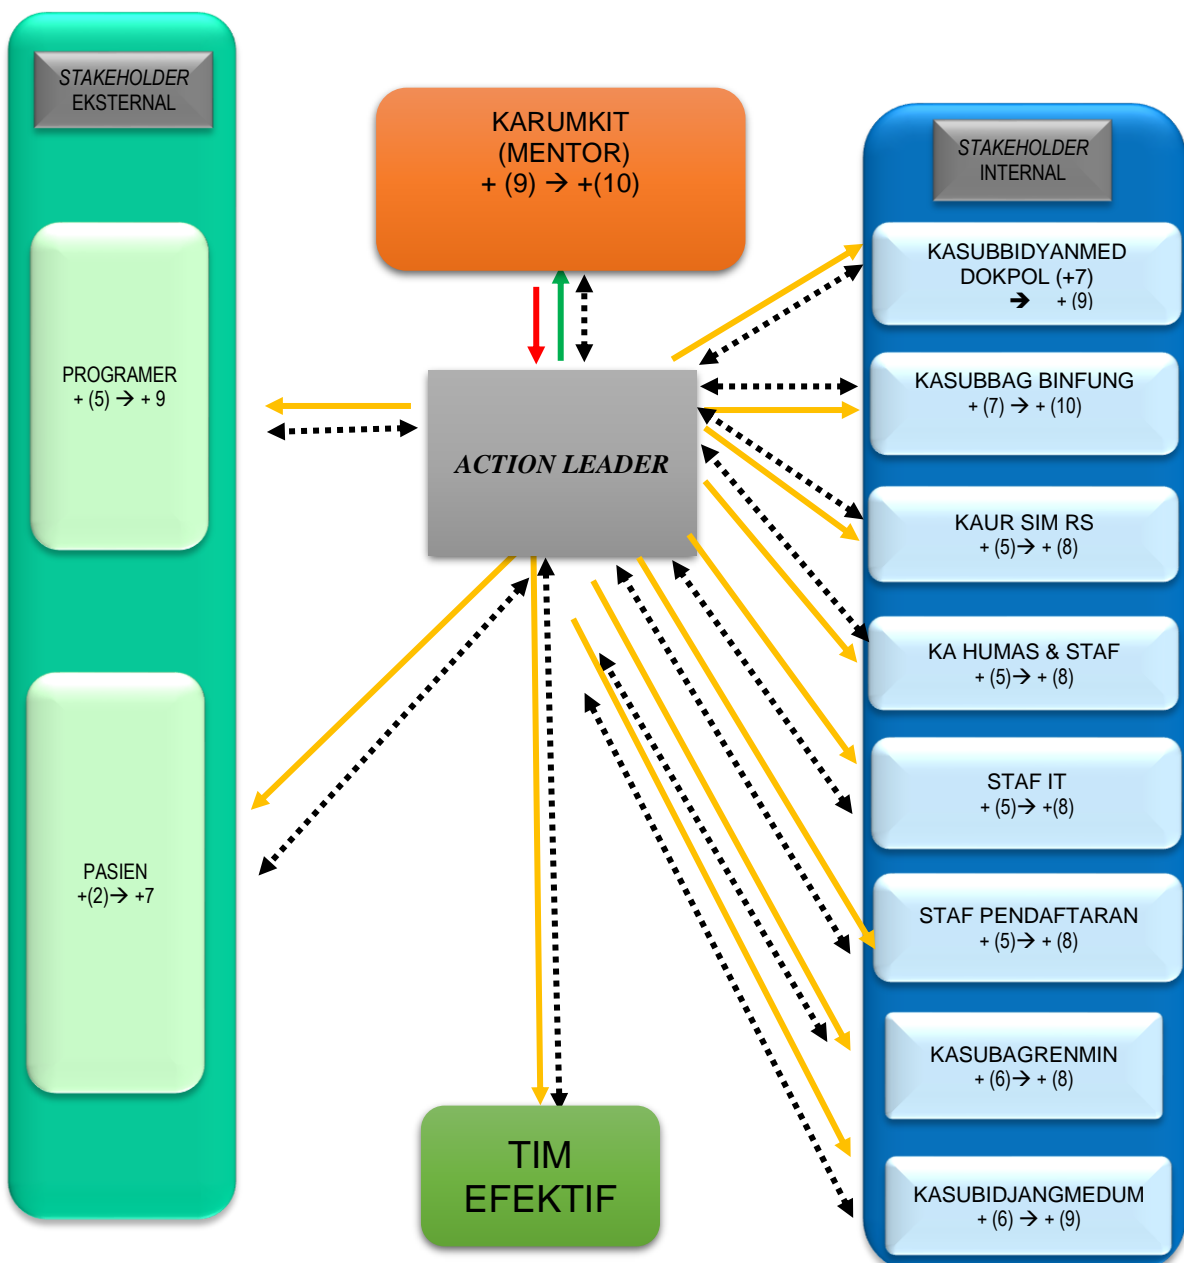 STAKEHOLDER
EKSTERNAL
PROGRAMER
+ (5) → + 9
PASIEN
+(2)→ +7
KARUMKIT
(MENTOR)
+ (9) → +(10)
ACTION LEADER
TIM
EFEKTIF
STAKEHOLDER
INTERNAL
KASUBBIDYANMED
DOKPOL (+7)
→ + (9)
KASUBBAG BINFUNG
+ (7) → + (10)
KAUR SIM RS
+ (5)→ + (8)
KA HUMAS & STAF
+ (5)→ + (8)
STAF IT
+ (5)→ +(8)
STAF PENDAFTARAN
+ (5)→ + (8)
KASUBAGRENMIN
+ (6)→ + (8)
KASUBIDJANGMEDUM
+ (6) → + (9)